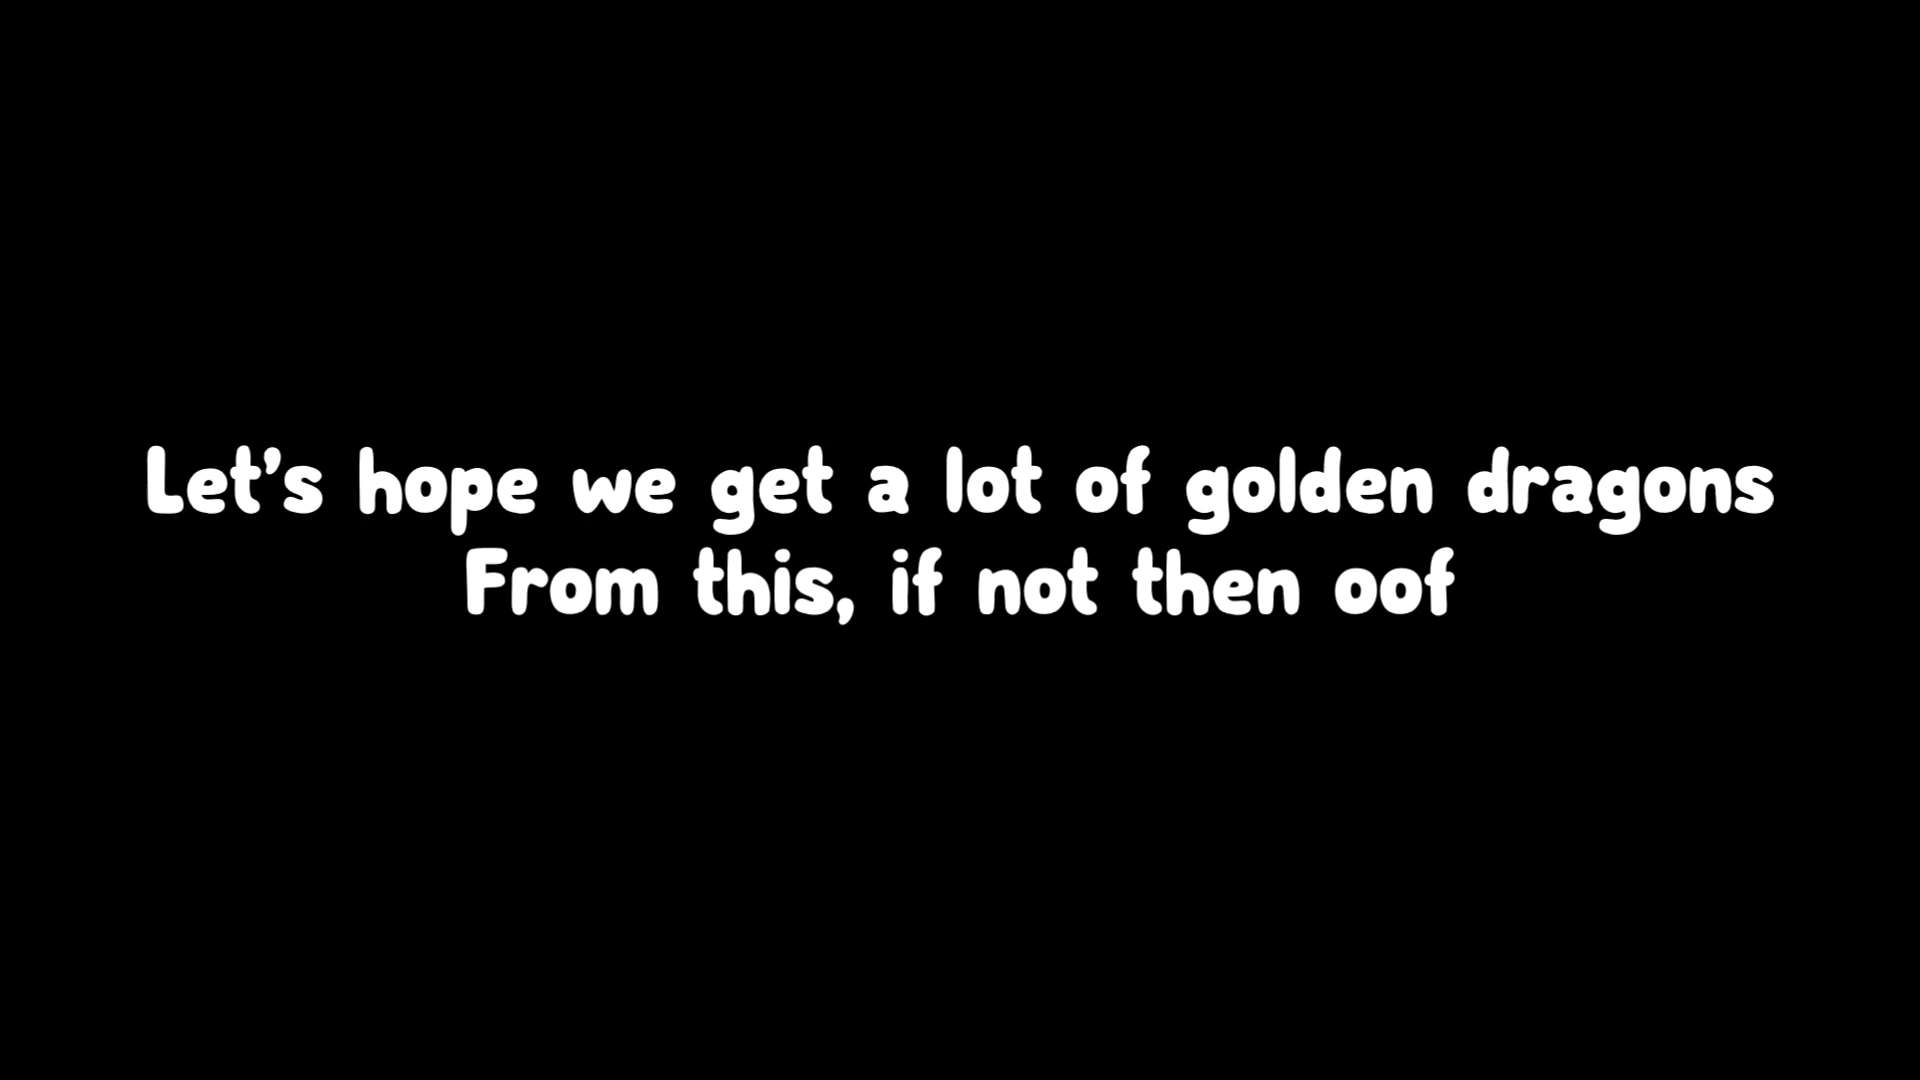 Let's hope we get a lot of golden dragons
From this, if not then oof